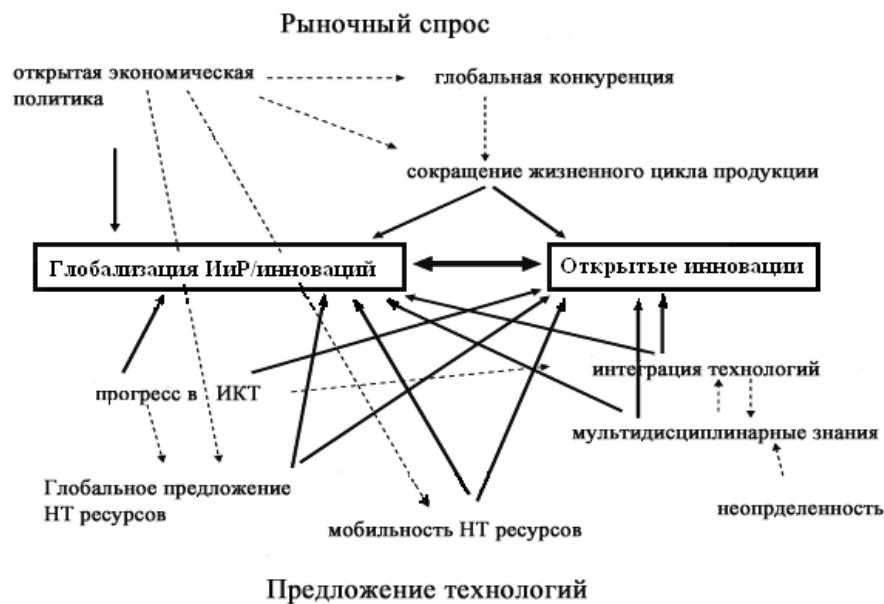 Рыночный спрос
открытая экономическая
политика
глобальная конкуренция
сокращение жизненного цикла продукции
Глобализация ИиР/инноваций
Открытые инновации
интеграция технологий
прогресс в ИКТ
мультидисциплинарные знания
Глобальное предложение
НТ ресурсов
неопрделенность
мобильность НТ ресурсов
Предложение технологий